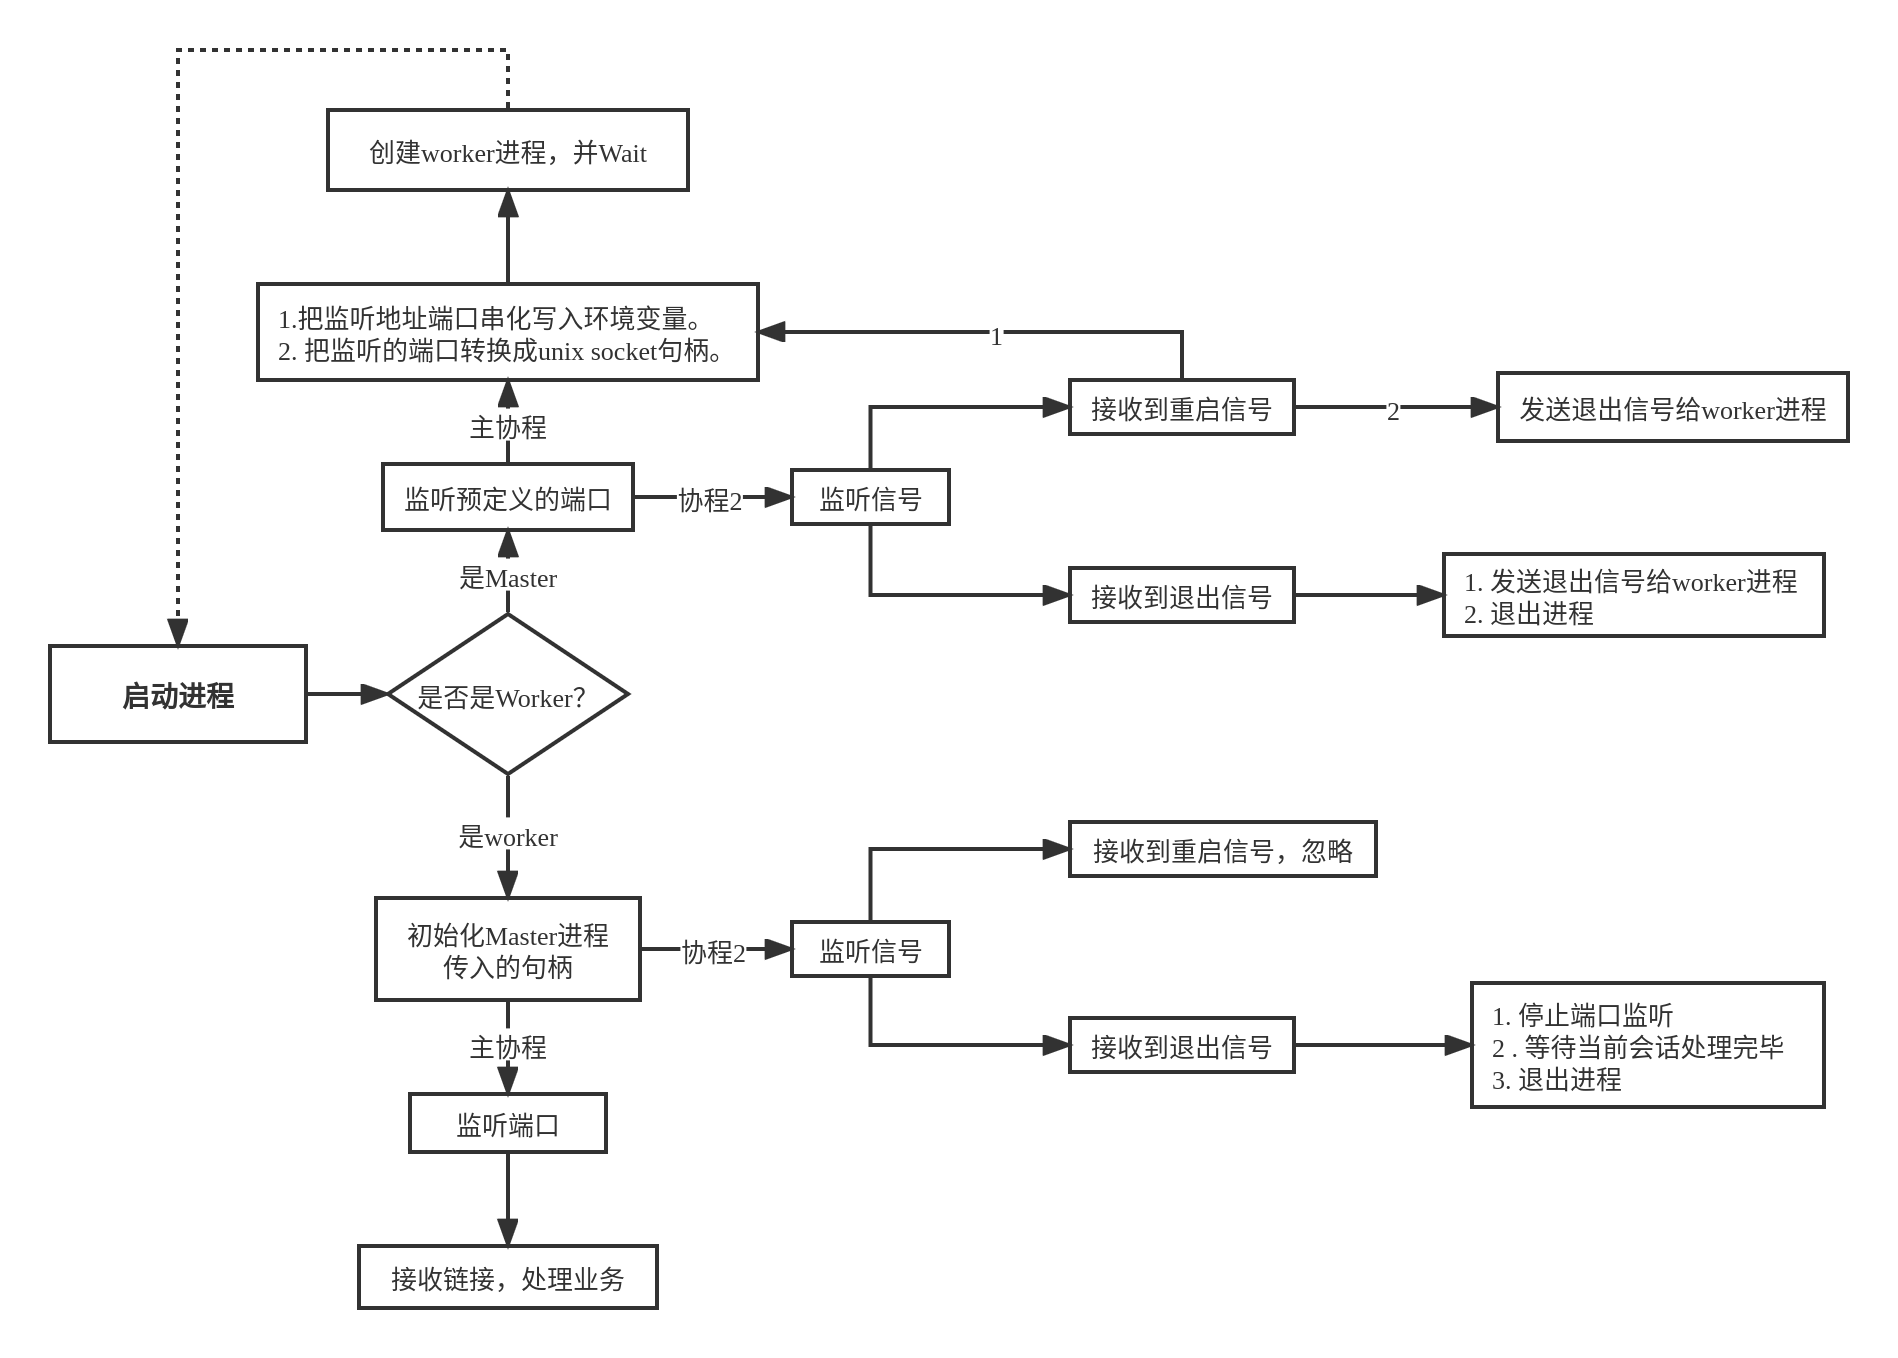 创建worker进程，并Wait
1.把监听地址端口串化写入环境变量。
2. 把监听的端口转换成unix socket句柄。
1
接收到重启信号
2
发送退出信号给worker进程
主协程
监听预定义的端口
协程2
监听信号
是Master
接收到退出信号
1. 发送退出信号给worker进程
2. 退出进程
启动进程
是否是Worker？
是worker
接收到重启信号，忽略
初始化Master进程
传入的句柄
协程2
监听信号
主协程
接收到退出信号
1. 停止端口监听
2 . 等待当前会话处理完毕
3. 退出进程
监听端口
接收链接，处理业务